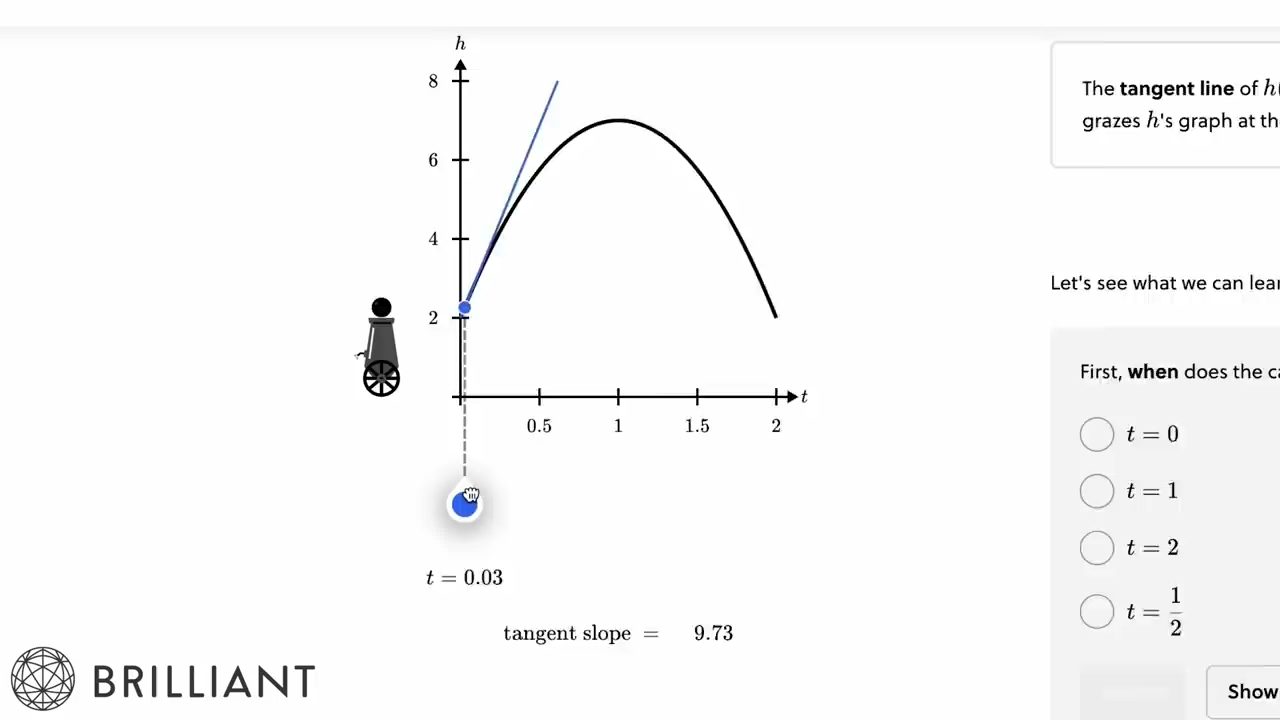 h
8
6
4
2
0.5 1 1.5 2 t
t = 0.03
tangent slope = 9.73
BRILLIANT
The tangent line of h(
grazes h's graph at the
Let's see what we can lear
First, when does the ca
t = 0
t = 1
t = 2
t = 1/2
Show